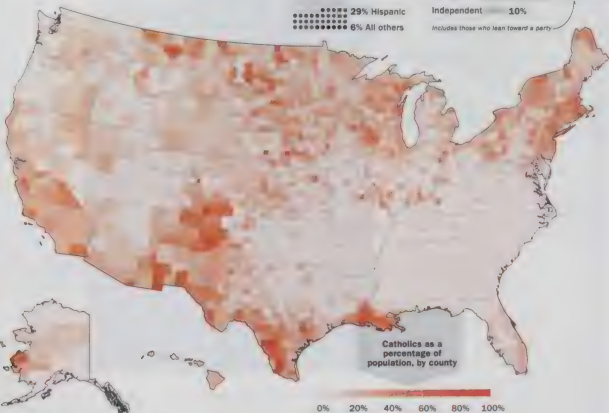 29% Hispanic
6% All others
Independent 10%
Includes those who lean toward a party
Catholics as a
percentage of
population, by county
0% 20% 40% 60% 80% 100%